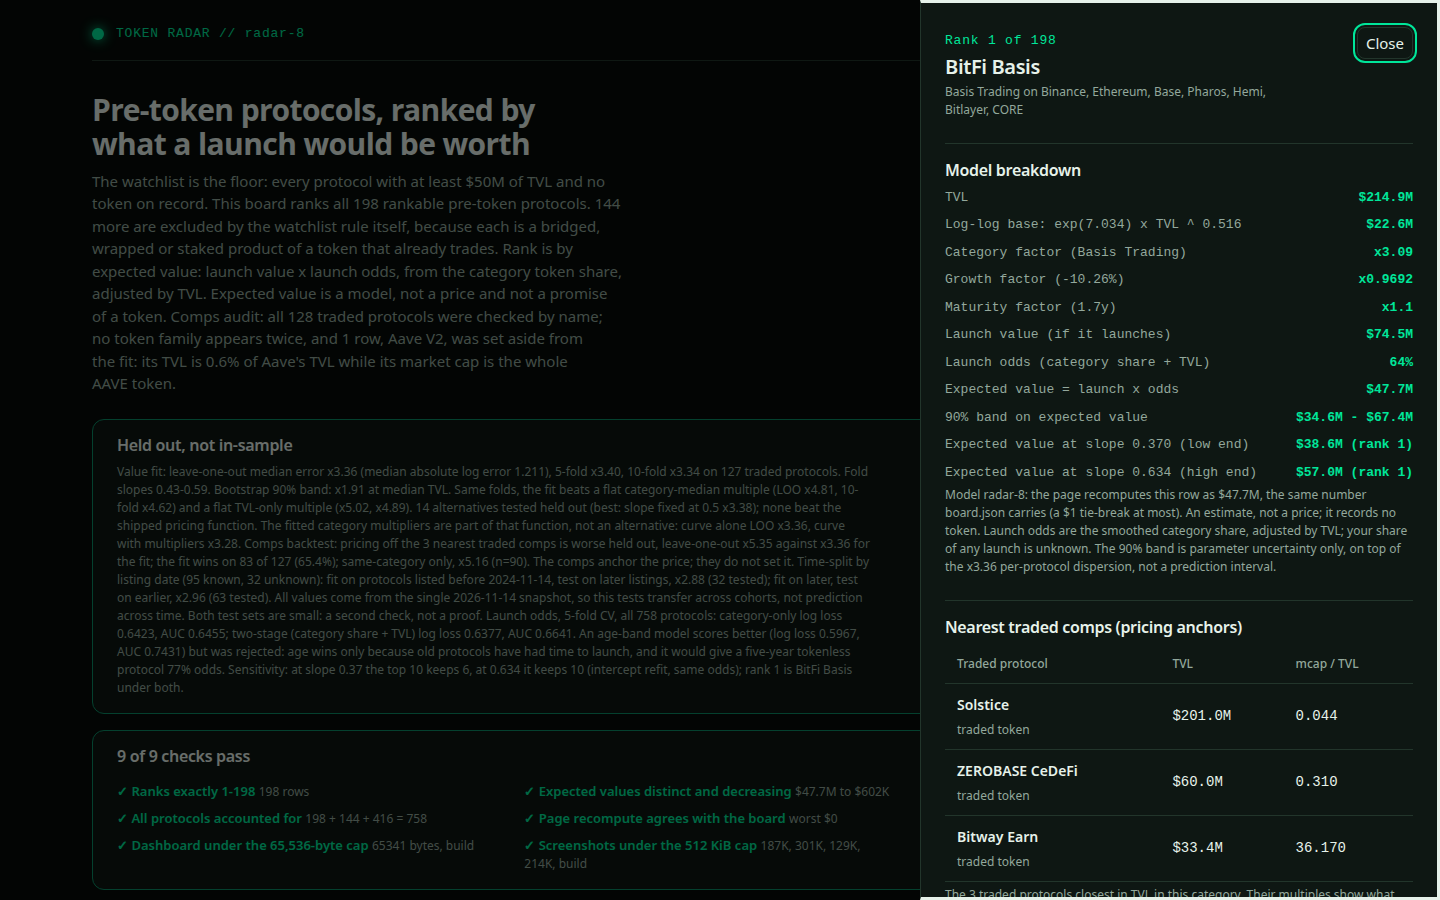 TOKEN RADAR // radar-8
Pre-token protocols, ranked by
what a launch would be worth
The watchlist is the floor: every protocol with at least $50M of TVL and no
token on record. This board ranks all 198 rankable pre-token protocols. 144
more are excluded by the watchlist rule itself, because each is a bridged,
wrapped or staked product of a token that already trades. Rank is by
expected value: launch value x launch odds, from the category token share,
adjusted by TVL. Expected value is a model, not a price and not a promise
of a token. Comps audit: all 128 traded protocols were checked by name;
no token family appears twice, and 1 row, Aave V2, was set aside from
the fit: its TVL is 0.6% of Aave's TVL while its market cap is the whole
AAVE token.
Held out, not in-sample
Value fit: leave-one-out median error x3.36 (median absolute log error 1.211), 5-fold x3.40, 10-fold x3.34 on 127 traded protocols. Fold
slopes 0.43-0.59. Bootstrap 90% band: x1.91 at median TVL. Same folds, the fit beats a flat category-median multiple (LOO x4.81, 10-
fold x4.62) and a flat TVL-only multiple (x5.02, x4.89). 14 alternatives tested held out (best: slope fixed at 0.5 x3.38); none beat the
shipped pricing function. The fitted category multipliers are part of that function, not an alternative: curve alone LOO x3.36, curve
with multipliers x3.28. Comps backtest: pricing off the 3 nearest traded comps is worse held out, leave-one-out x5.35 against x3.36 for
the fit; the fit wins on 83 of 127 (65.4%); same-category only, x5.16 (n=90). The comps anchor the price; they do not set it. Time-split by
listing date (95 known, 32 unknown): fit on protocols listed before 2024-11-14, test on later listings, x2.88 (32 tested); fit on later, test
on earlier, x2.96 (63 tested). All values come from the single 2026-11-14 snapshot, so this tests transfer across cohorts, not prediction
across time. Both test sets are small: a second check, not a proof. Launch odds, 5-fold CV, all 758 protocols: category-only log loss
0.6423, AUC 0.6455; two-stage (category share + TVL) log loss 0.6377, AUC 0.6641. An age-band model scores better (log loss 0.5967,
AUC 0.7431) but was rejected: age wins only because old protocols have had time to launch, and it would give a five-year tokenless
protocol 77% odds. Sensitivity: at slope 0.37 the top 10 keeps 6, at 0.634 it keeps 10 (intercept refit, same odds); rank 1 is BitFi Basis
under both.
9 of 9 checks pass
✓ Ranks exactly 1-198 198 rows
✓ Expected values distinct and decreasing $47.7M to $602K
✓ All protocols accounted for 198 + 144 + 416 = 758
✓ Page recompute agrees with the board worst $0
✓ Dashboard under the 65,536-byte cap 65341 bytes, build
✓ Screenshots under the 512 KiB cap 187K, 301K, 129K,
214K, build
Rank 1 of 198
Close
BitFi Basis
Basis Trading on Binance, Ethereum, Base, Pharos, Hemi,
Bitlayer, CORE
Model breakdown
TVL $214.9M
Log-log base: exp(7.034) x TVL ^ 0.516 $22.6M
Category factor (Basis Trading) x3.09
Growth factor (-10.26%) x0.9692
Maturity factor (1.7y) x1.1
Launch value (if it launches) $74.5M
Launch odds (category share + TVL) 64%
Expected value = launch x odds $47.7M
90% band on expected value $34.6M - $67.4M
Expected value at slope 0.370 (low end) $38.6M (rank 1)
Expected value at slope 0.634 (high end) $57.0M (rank 1)
Model radar-8: the page recomputes this row as $47.7M, the same number
board.json carries (a $1 tie-break at most). An estimate, not a price; it records no
token. Launch odds are the smoothed category share, adjusted by TVL; your share
of any launch is unknown. The 90% band is parameter uncertainty only, on top of
the x3.36 per-protocol dispersion, not a prediction interval.
Nearest traded comps (pricing anchors)
Traded protocol TVL mcap / TVL
Solstice
traded token
$201.0M 0.044
ZEROBASE CeDeFi
traded token
$60.0M 0.310
Bitway Earn
traded token
$33.4M 36.170
The 3 traded protocols closest in TVL in this category. Their multiples show what